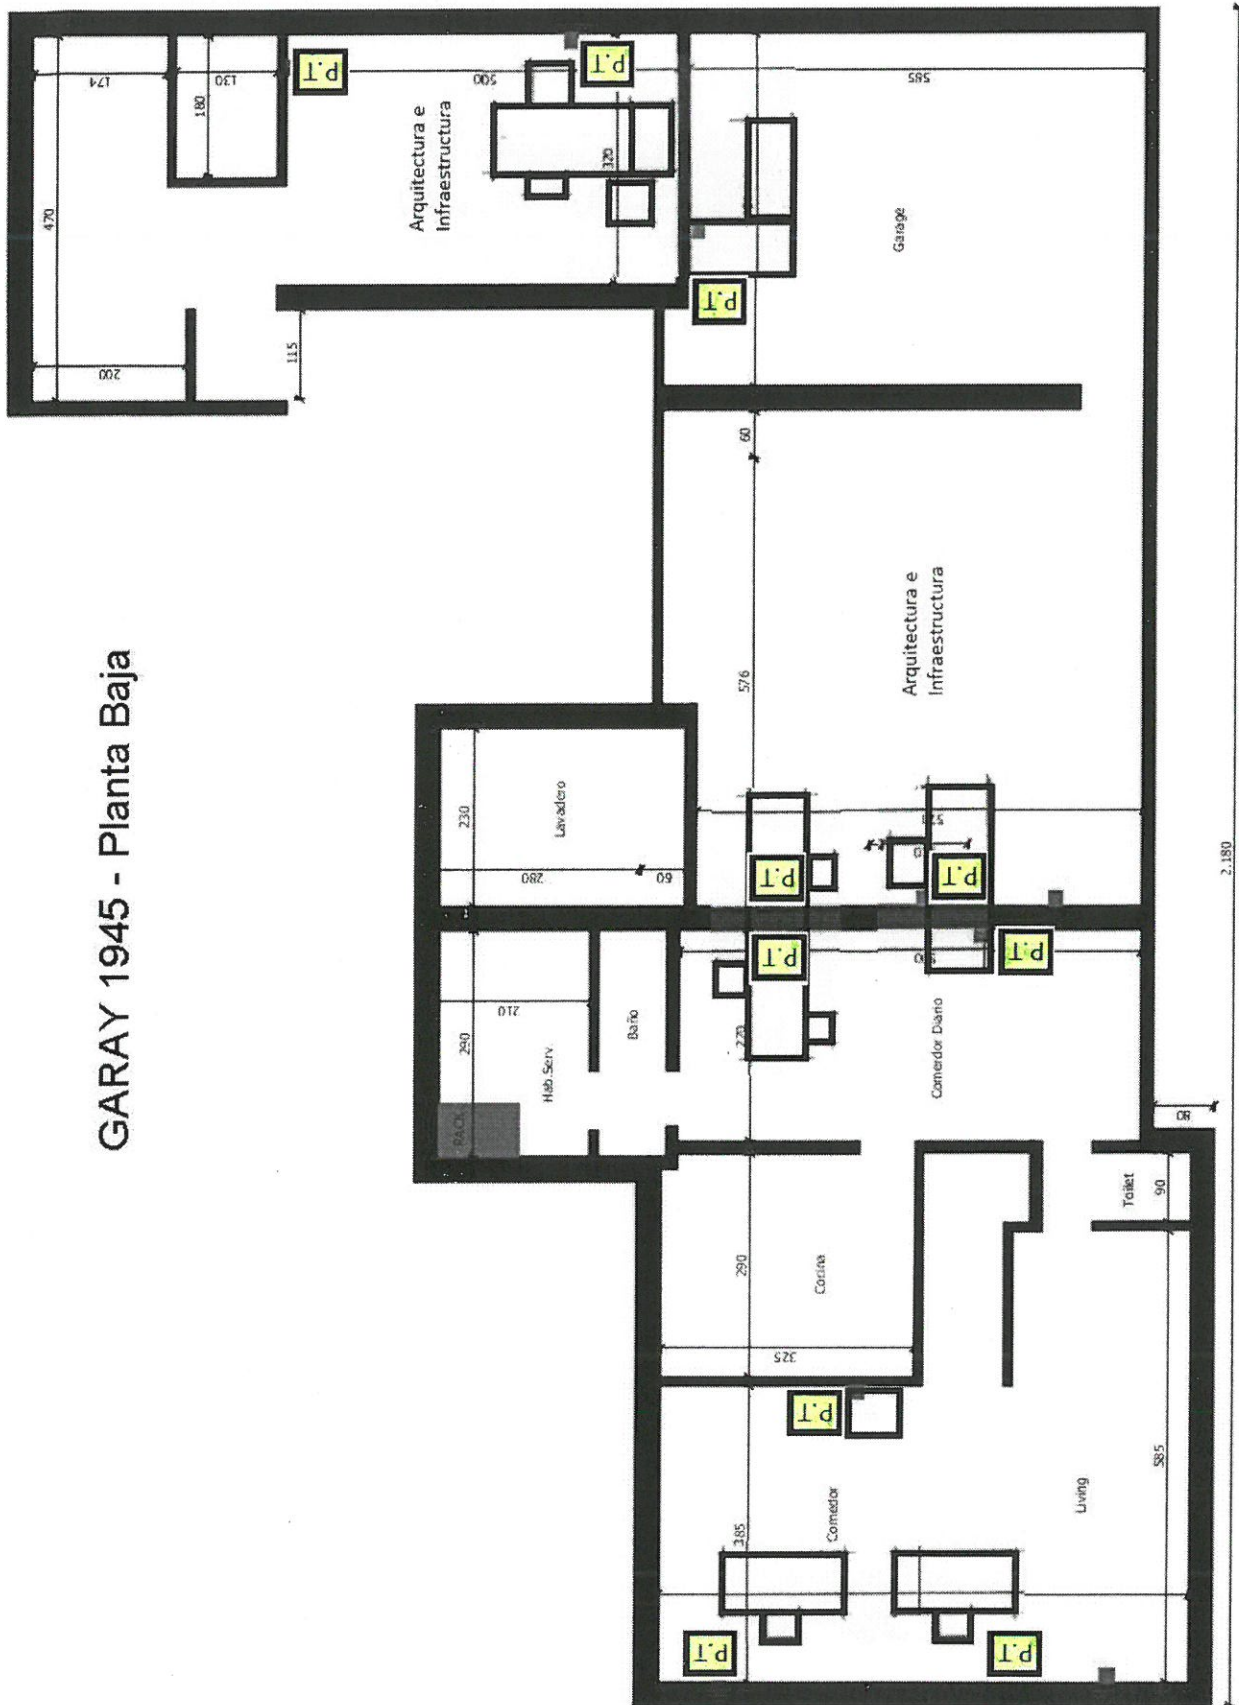 GARAY 1945 - Planta Baja
174
180
130
470
200
115
P.T
500
P.T
Arquitectura e
Infraestructura
320
585
Garage
P.T
60
576
Arquitectura e
Infraestructura
230
Lavadero
280
60
P.T
P.T
P.T
P.T
290
210
Hab.Serv.
Baño
RACK
270
Comerdor Diario
80
Toilet
90
290
Cocina
325
P.T
385
Comedor
Living
585
P.T
P.T
2.180